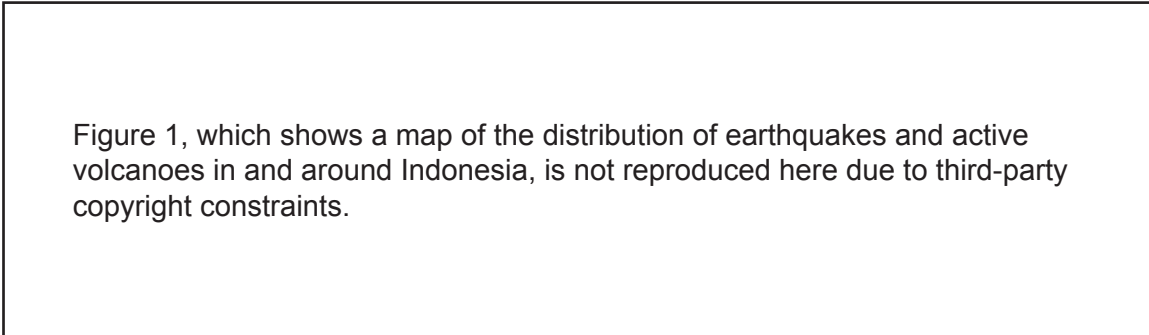 Figure 1, which shows a map of the distribution of earthquakes and active
volcanoes in and around Indonesia, is not reproduced here due to third-party
copyright constraints.